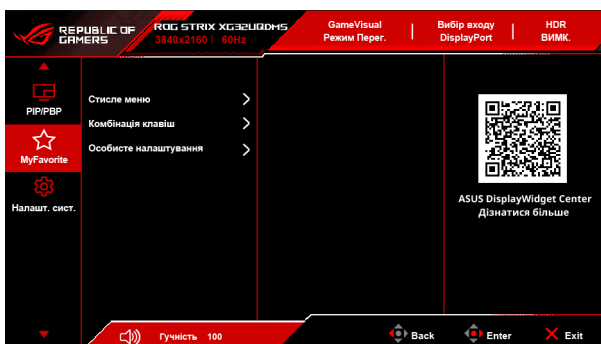 REPUBLIC OF
GAMERS
ROG STRIX XG32UQDMS
3840x2160 | 60Hz
GameVisual
Режим Перег.
Вибір входу
DisplayPort
HDR
ВИМК.
PIP/PBP
MyFavorite
Налашт. сист.
Стисле меню
Комбінація клавіш
Особисте налаштування
ASUS DisplayWidget Center
Дізнатися більше
Гучність 100
Back
Enter
Exit